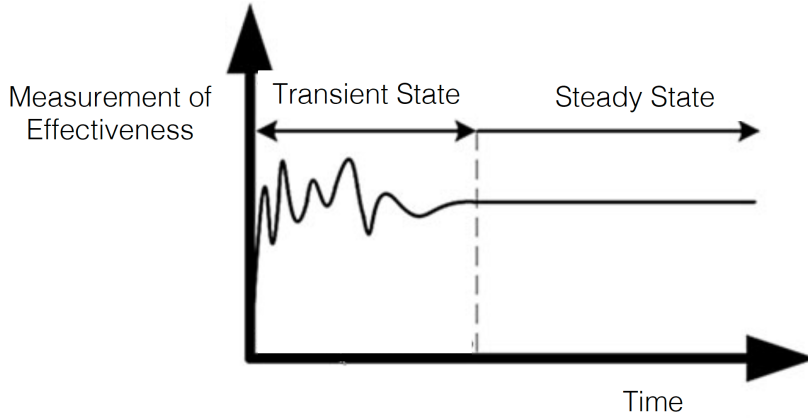 Measurement of
Effectiveness
Transient State
Steady State
Time